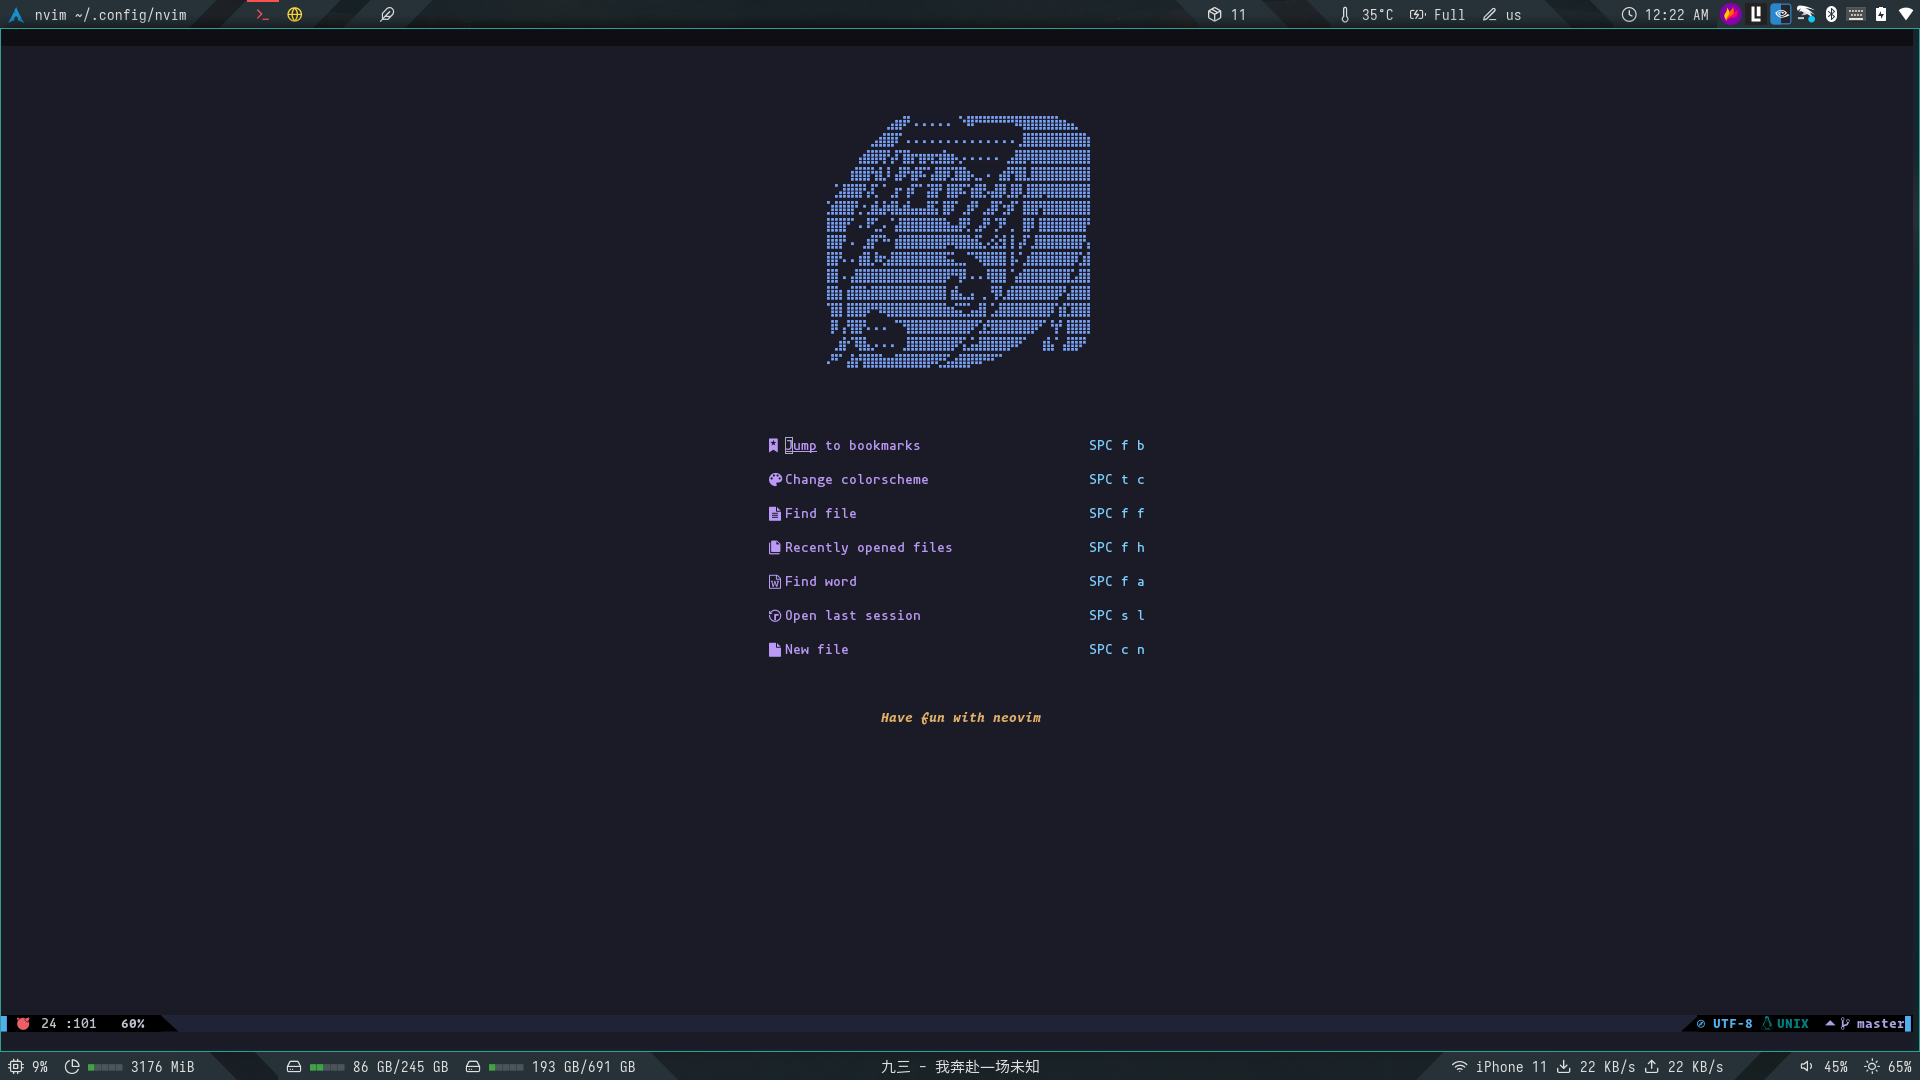 nvim ~/.config/nvim
11
35°C Full us
12:22 AM
Jump to bookmarks SPC f b
Change colorscheme SPC t c
Find file SPC f f
Recently opened files SPC f h
Find word SPC f a
Open last session SPC s l
New file SPC c n
Have fun with neovim
24 :101 60% UTF-8 UNIX master
9% 3176 MiB 86 GB/245 GB 193 GB/691 GB 九三 - 我奔赴一场未知 iPhone 11 22 KB/s 22 KB/s 45% 65%